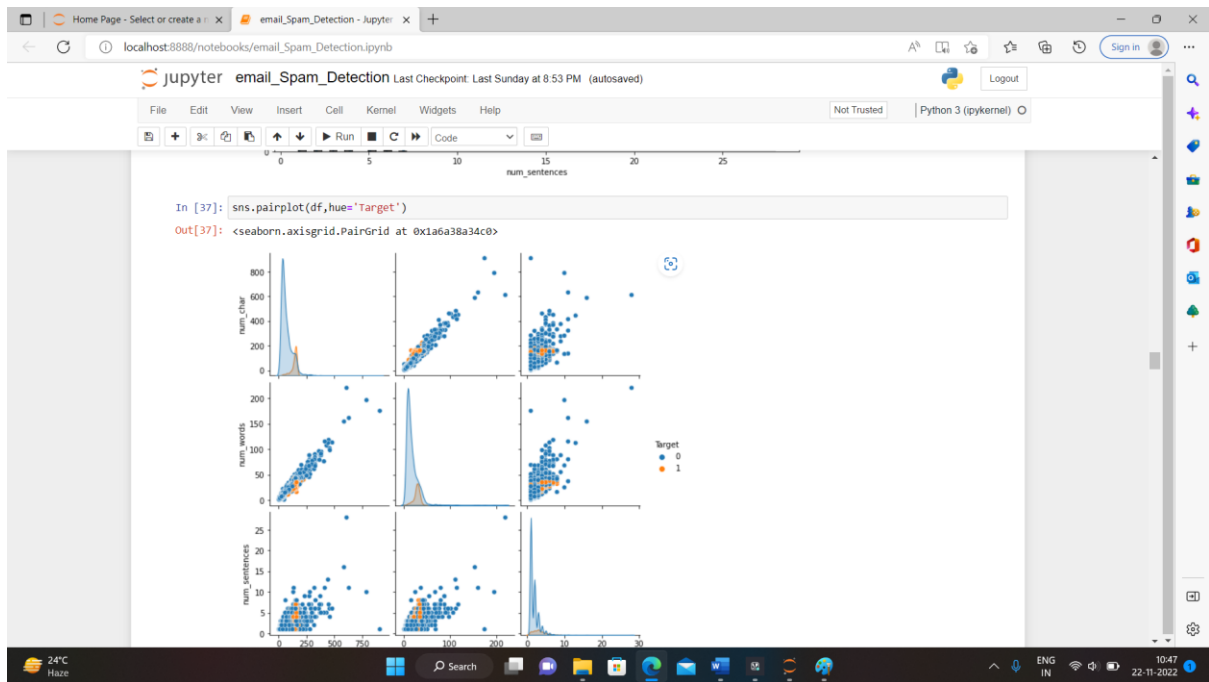 Home Page - Select or create a n
email_Spam_Detection - Jupyter
localhost:8888/notebooks/email_Spam_Detection.ipynb
Sign in
jupyter email_Spam_Detection Last Checkpoint: Last Sunday at 8:53 PM (autosaved)
Logout
File Edit View Insert Cell Kernel Widgets Help
Not Trusted
Python 3 (ipykernel)
Run
Code
0 5 10 15 20 25
num_sentences
In [37]: sns.pairplot(df,hue='Target')
Out[37]: <seaborn.axisgrid.PairGrid at 0x1a6a38a34c0>
800
600
400
200
0
num_char
200
150
100
50
0
num_words
Target
0
1
25
20
15
10
5
0
num_sentences
0 250 500 750 0 100 200 0 10 20 30
24°C
Haze
Search
ENG
IN
10:47
22-11-2022
1